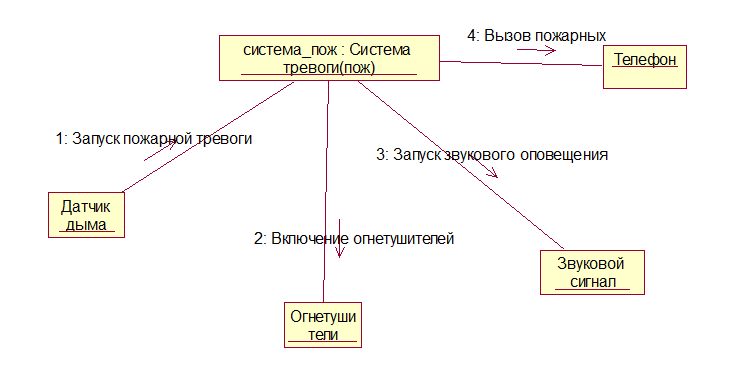 4: Вызов пожарных
система_пож : Система
тревоги(пож)
Телефон
1: Запуск пожарной тревоги
3: Запуск звукового оповещения
Датчик
дыма
2: Включение огнетушителей
Звуковой
сигнал
Огнетуши
тели